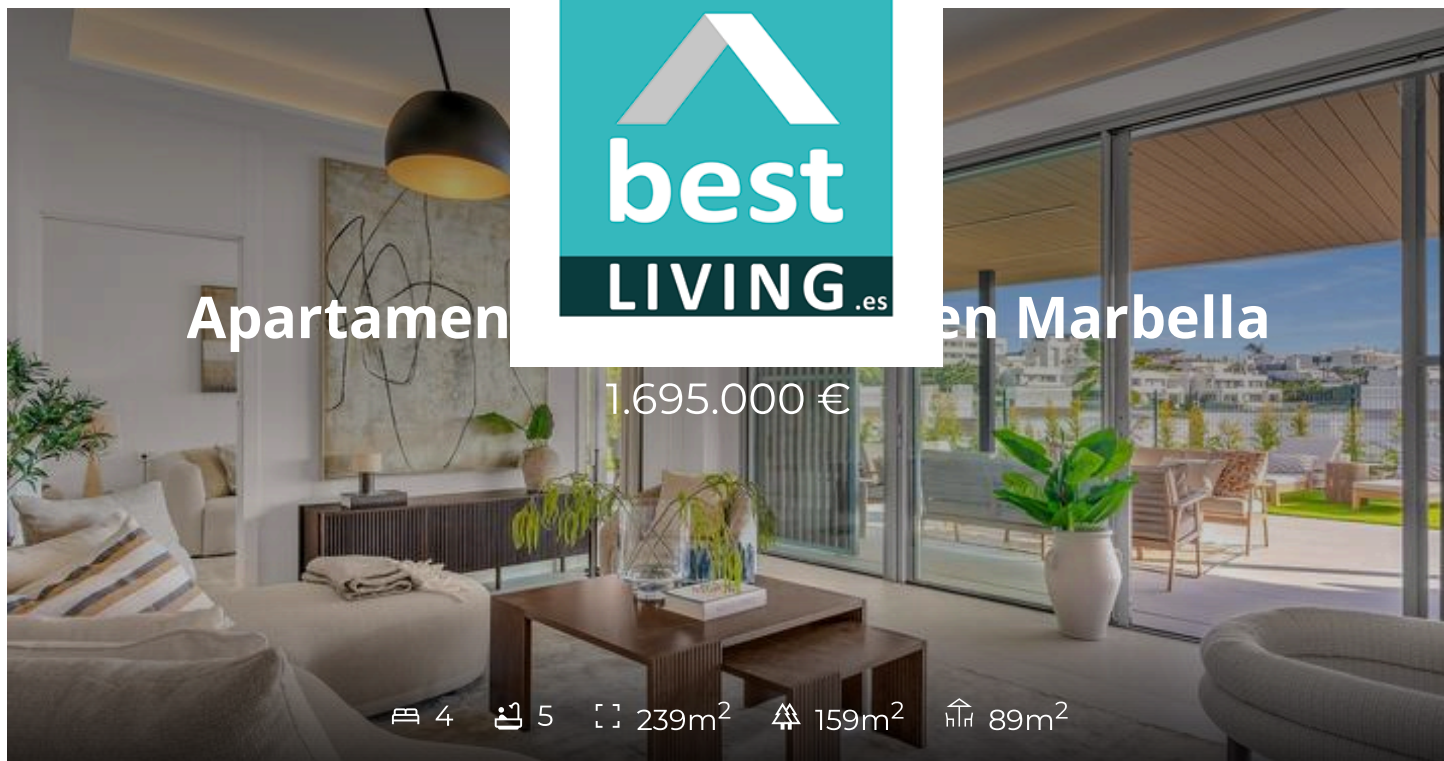 best
LIVING.es
Apartamen en Marbella
1.695.000 €
4 5 239m² 159m² 89m²